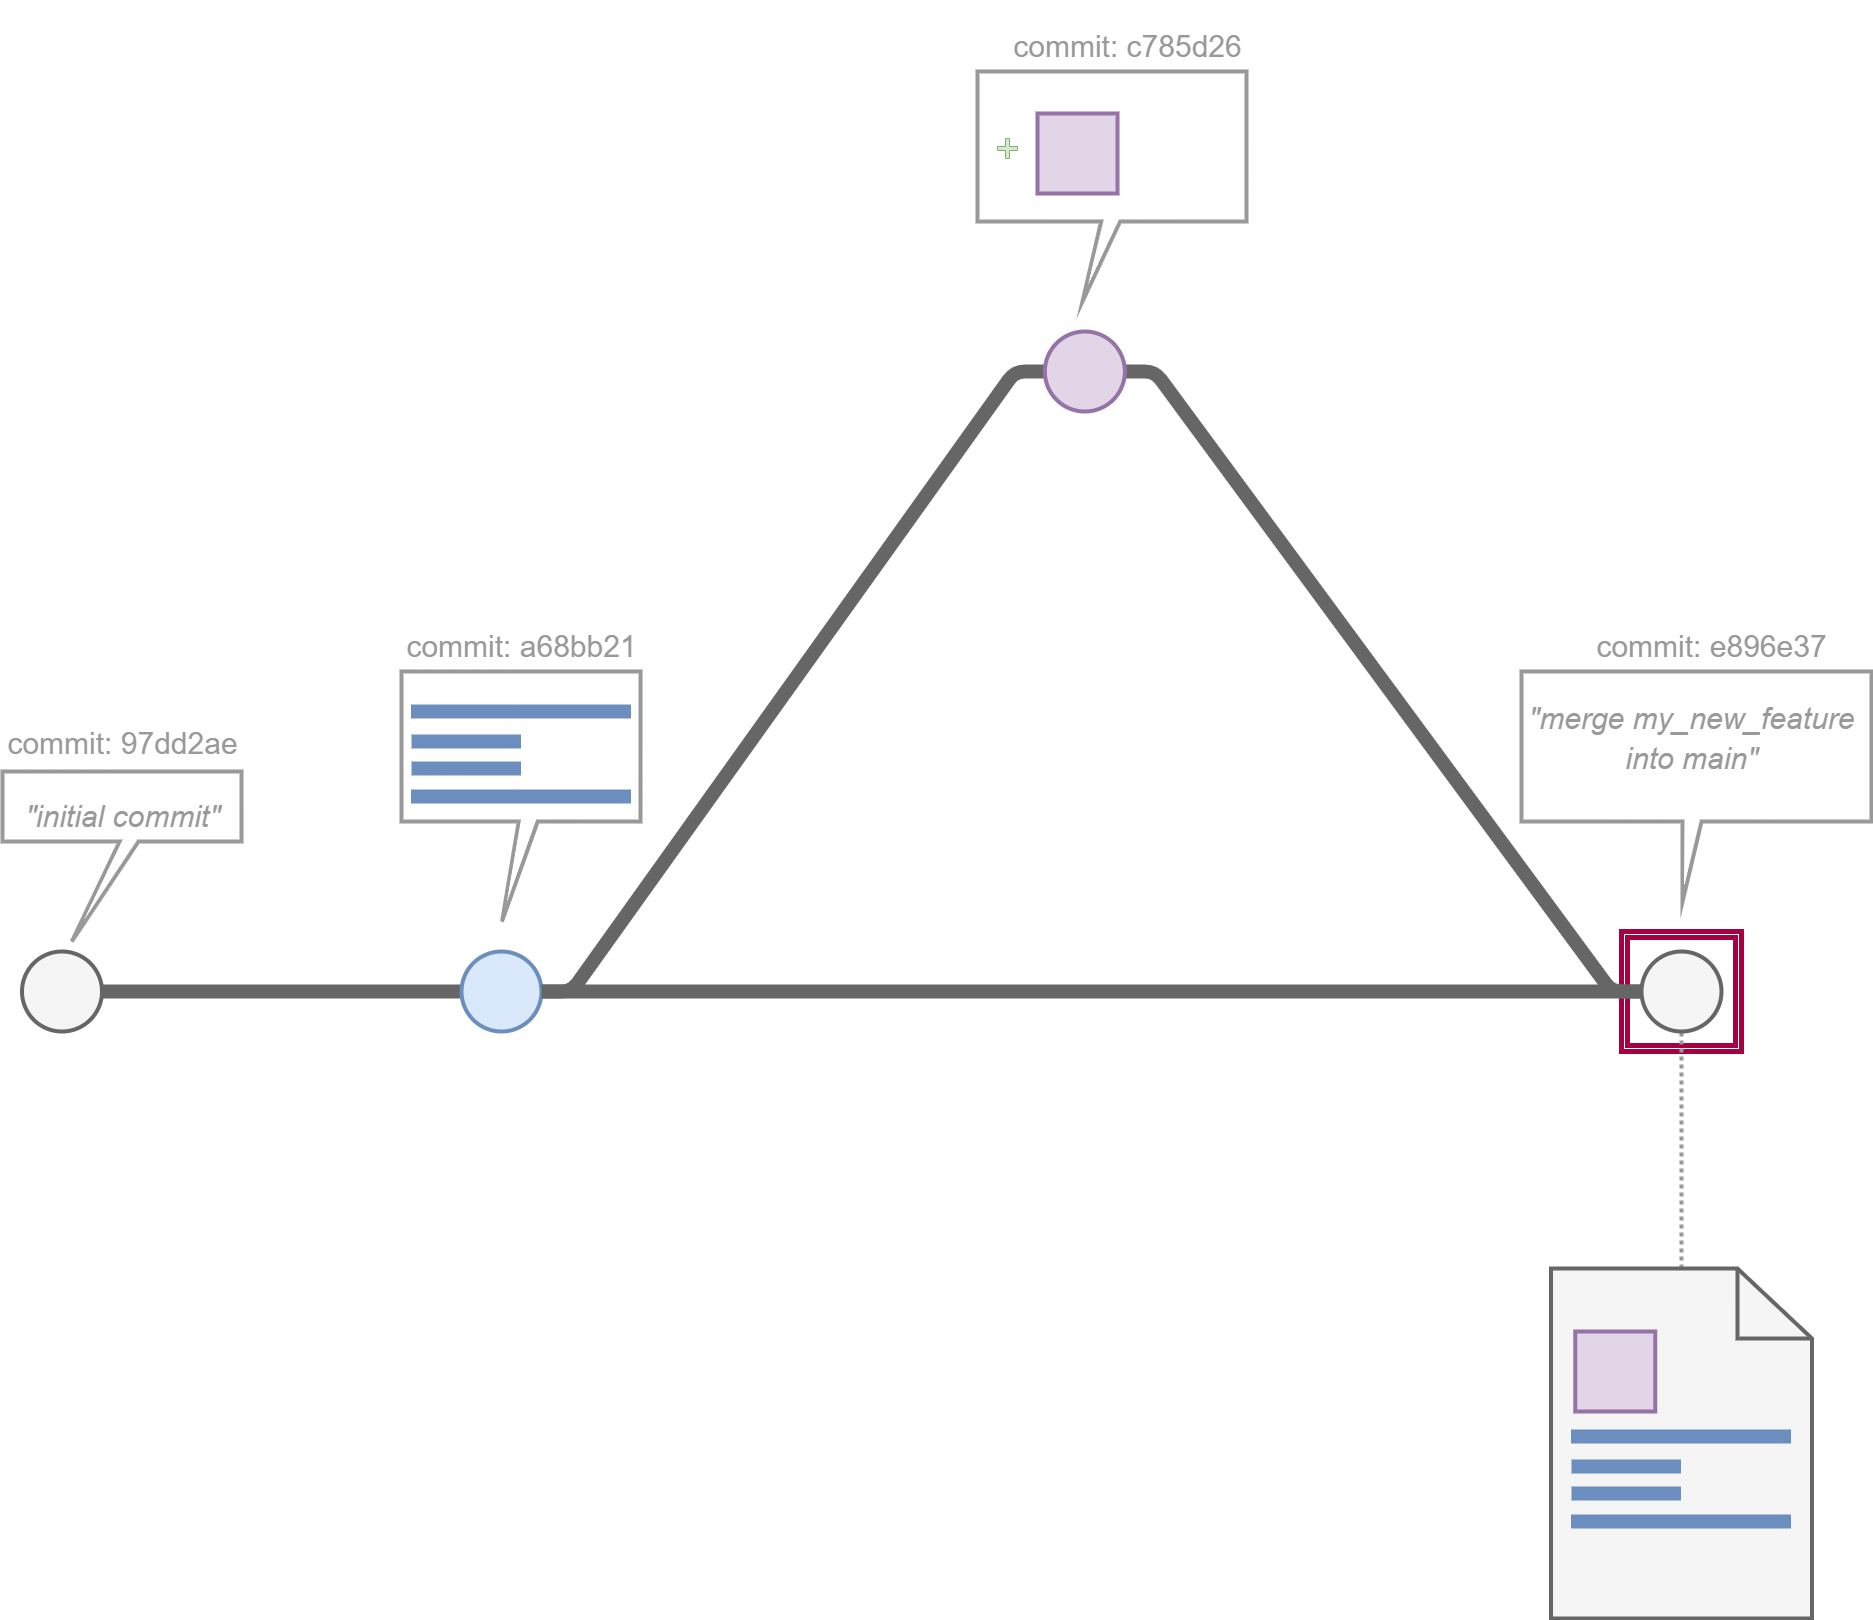 commit: c785d26
commit: a68bb21
commit: e896e37
"merge my_new_feature
into main"
commit: 97dd2ae
"initial commit"